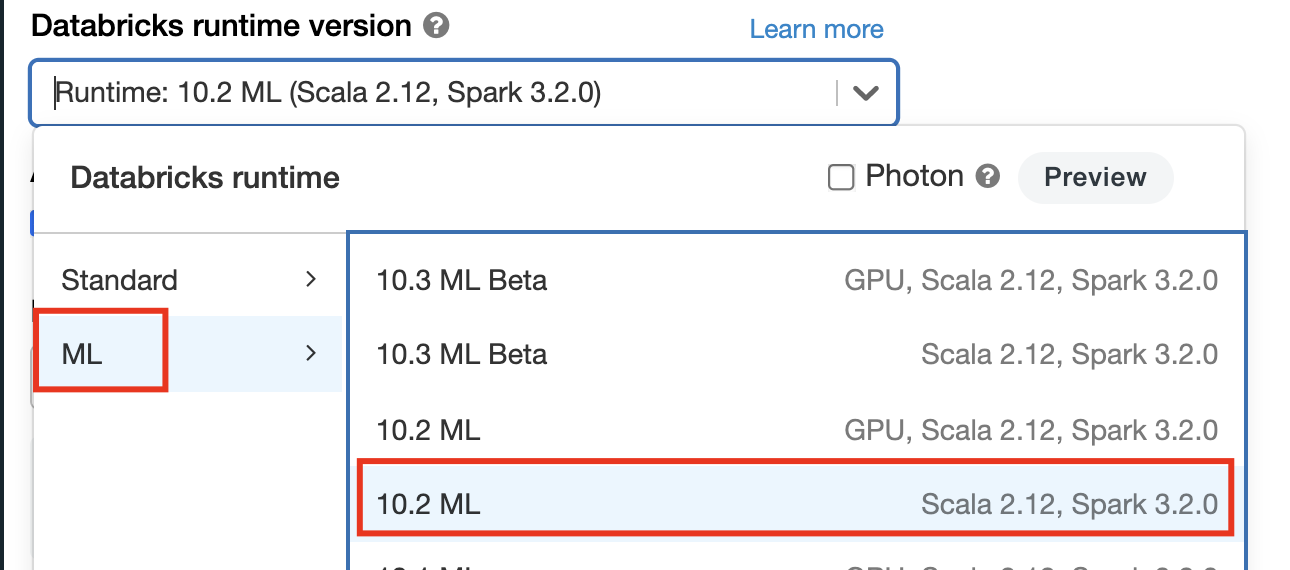 Databricks runtime version ? Learn more
Runtime: 10.2 ML (Scala 2.12, Spark 3.2.0)
Databricks runtime Photon ? Preview
Standard
ML
10.3 ML Beta GPU, Scala 2.12, Spark 3.2.0
10.3 ML Beta Scala 2.12, Spark 3.2.0
10.2 ML GPU, Scala 2.12, Spark 3.2.0
10.2 ML Scala 2.12, Spark 3.2.0